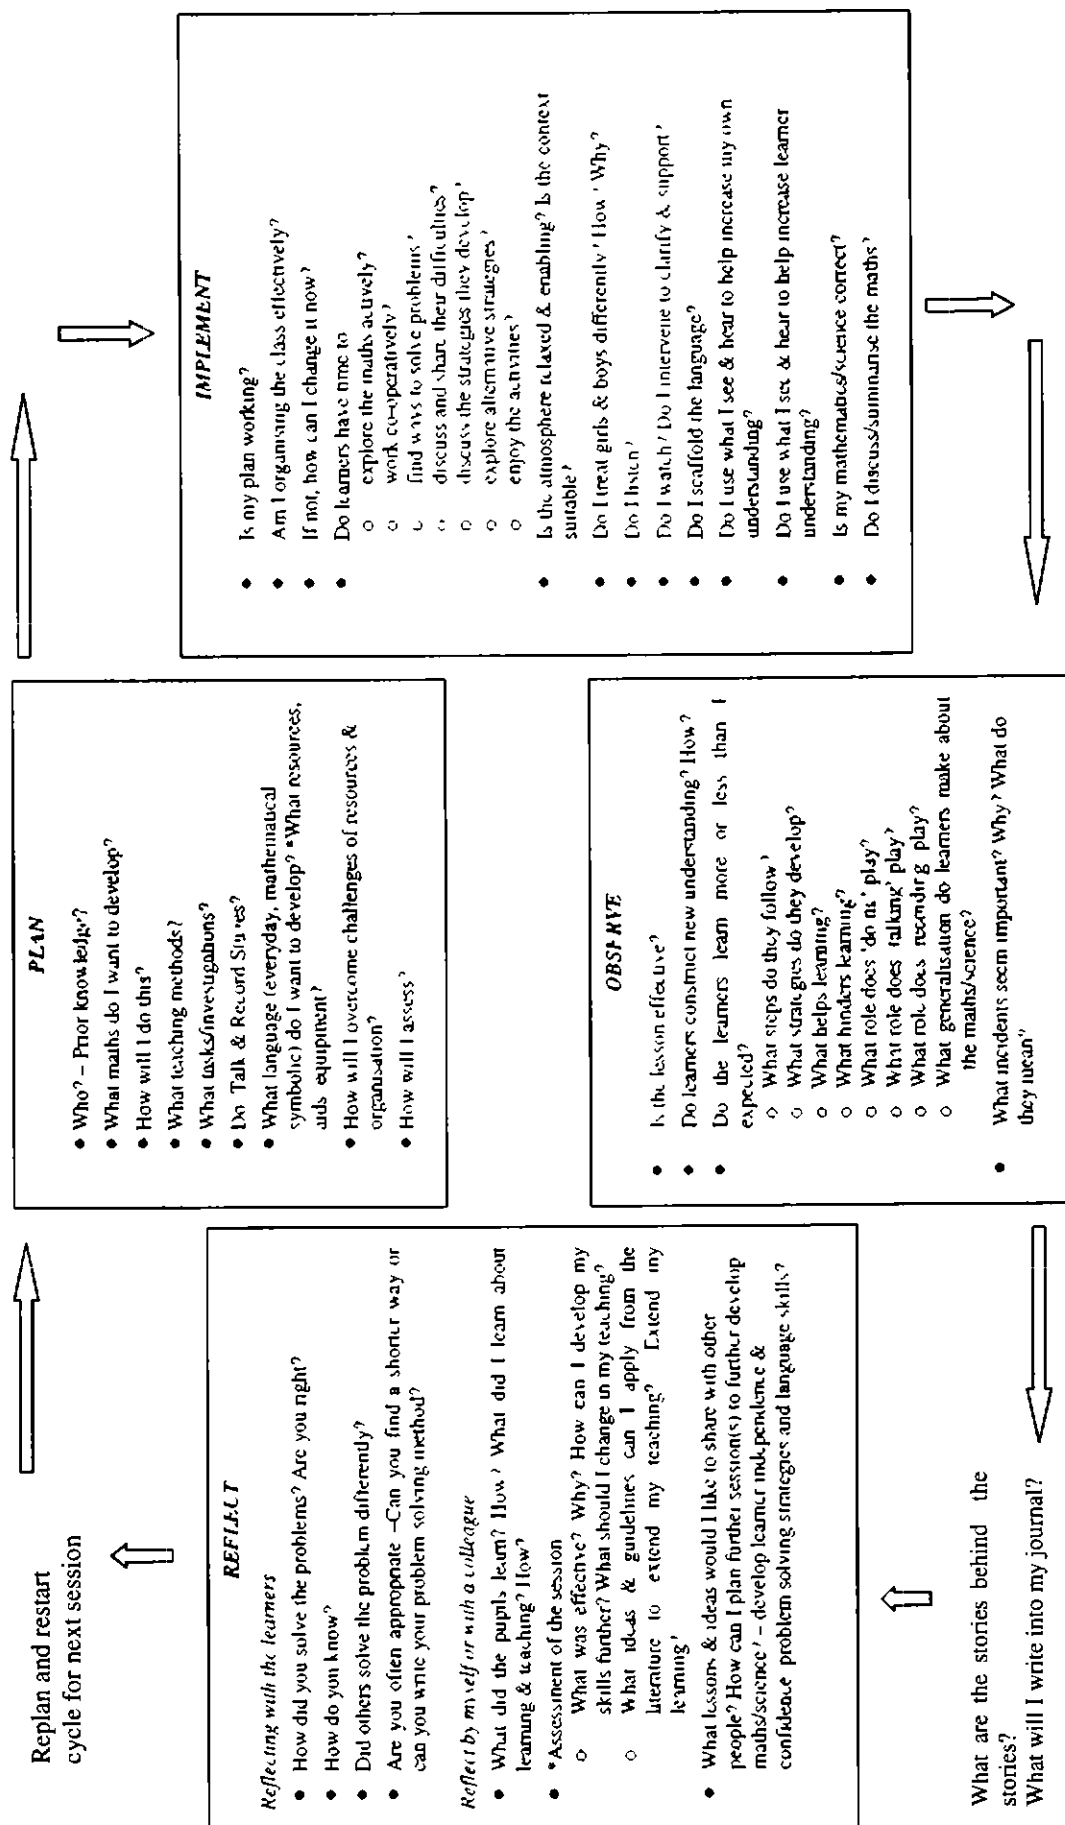 Replan and restart
cycle for next session
REFLECT
Reflecting with the learners
• How did you solve the problems? Are you right?
• How do you know?
• Did others solve the problem differently?
• Are you often appropriate –Can you find a shorter way or
can you write your problem solving method?
Reflect by myself or with a colleague
• What did the pupils learn? How? What did I learn about
learning & teaching? How?
• *Assessment of the session
o What was effective? Why? How can I develop my
skills further? What should I change in my teaching?
o What ideas & guidelines can I apply from the
literature to extend my teaching? Extend my
learning?
• What lessons & ideas would I like to share with other
people? How can I plan further session(s) to further develop
maths/science? – develop learner independence &
confidence problem solving strategies and language skills?
What are the stories behind the
stories?
What will I write into my journal?
PLAN
• Who? – Prior knowledge?
• What maths do I want to develop?
• How will I do this?
• What teaching methods?
• What tasks/investigations?
• Do Talk & Record
• What language (everyday, mathematical
symbolic) do I want to develop? *What resources,
aids equipment?
• How will I overcome challenges of resources &
organisation?
• How will I assess?
OBSERVE
• Is the lesson effective?
• Do learners construct new understanding? How?
• Do the learners learn more or less than I
expected?
o What steps do they follow?
o What strategies do they develop?
o What helps learning?
o What hinders learning?
o What role does 'do it' play?
o What role does talking' play?
o What role does recording play?
o What generalisation do learners make about
the maths/science?
• What incidents seem important? Why? What do
they mean?
IMPLEMENT
• Is my plan working?
• Am I organising the class effectively?
• If not, how can I change it now?
• Do learners have time to
o explore the maths actively?
o work co-operatively?
o find ways to solve problems?
o discuss and share their difficulties?
o discuss the strategies they develop?
o explore alternative strategies?
o enjoy the activities?
• Is the atmosphere relaxed & enabling? Is the context
suitable?
• Do I treat girls & boys differently? How? Why?
• Do I listen?
• Do I watch? Do I intervene to clarify & support?
• Do I scaffold the language?
• Do I use what I see & hear to help increase my own
understanding?
• Do I use what I see & hear to help increase learner
understanding?
• Is my mathematics/science correct?
• Do I discuss/summarise the maths?